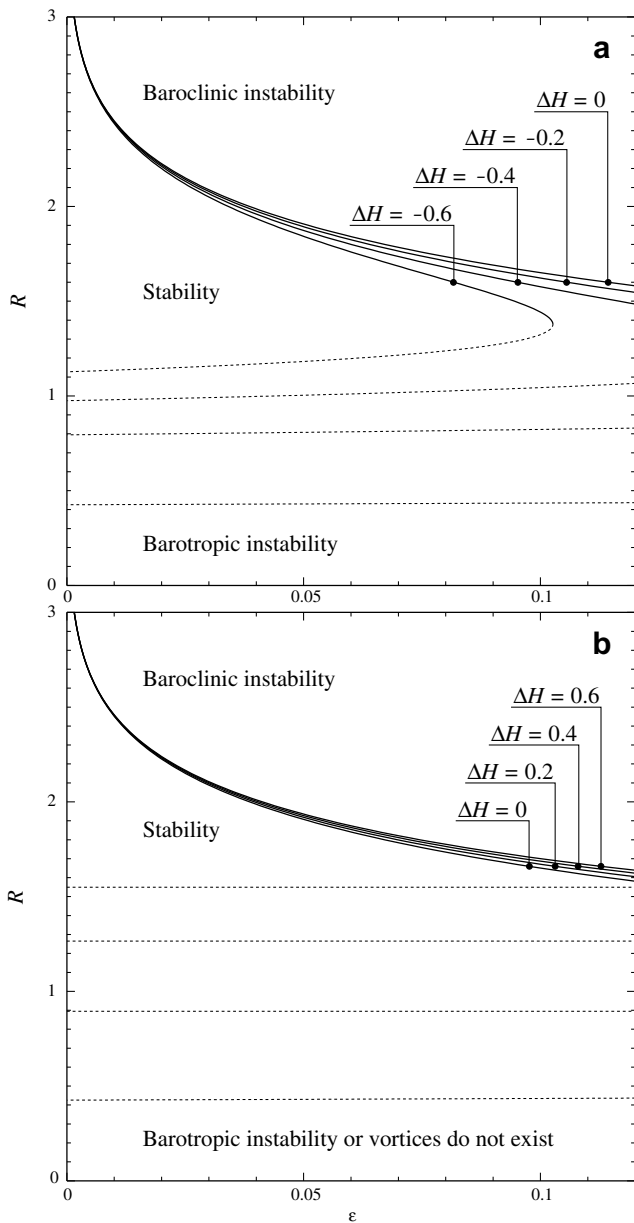 3
a
Baroclinic instability
ΔH = 0
ΔH = -0.2
ΔH = -0.4
2
ΔH = -0.6
Stability
R
1
Barotropic instability
0
0
0.05
0.1
3
b
Baroclinic instability
ΔH = 0.6
ΔH = 0.4
ΔH = 0.2
2
ΔH = 0
Stability
R
1
Barotropic instability or vortices do not exist
0
0
0.05
0.1
ε